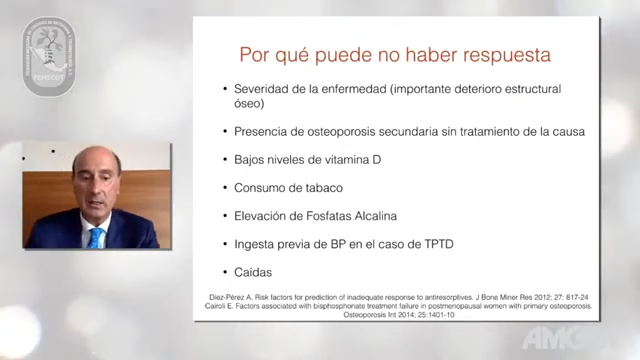 Por qué puede no haber respuesta
• Severidad de la enfermedad (importante deterioro estructural
óseo)
• Presencia de osteoporosis secundaria sin tratamiento de la causa
• Bajos niveles de vitamina D
• Consumo de tabaco
• Elevación de Fosfatas Alcalina
• Ingesta previa de BP en el caso de TPTD
• Caídas
Díez-Pérez A. Risk factors for prediction of inadequate response to antiresorptives. J Bone Miner Res 2012; 27: 817-24
Cairoli E. Factors associated with bisphosphonate treatment failure in postmenopausal women with primary osteoporosis.
Osteoporosis Int 2014; 25:1401-10